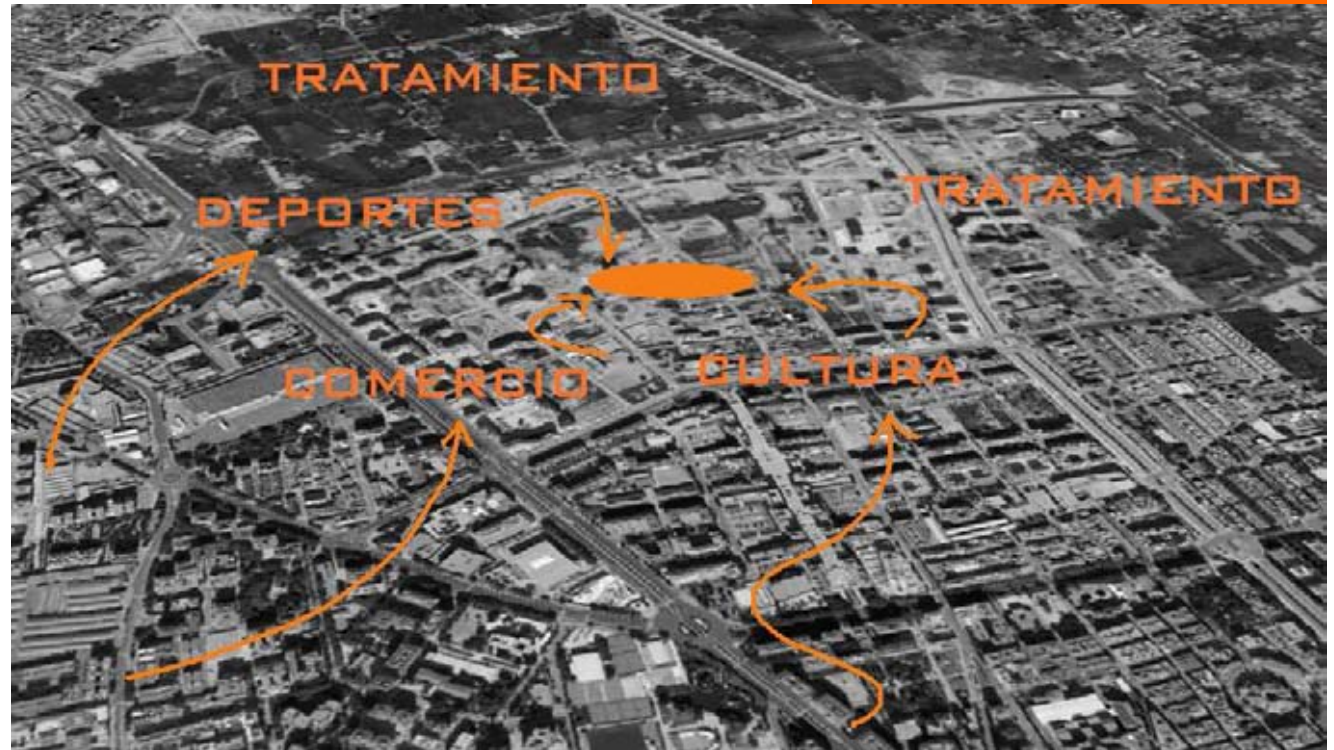 TRATAMIENTO
TRATAMIENTO
DEPORTES
COMERCIO
CULTURA